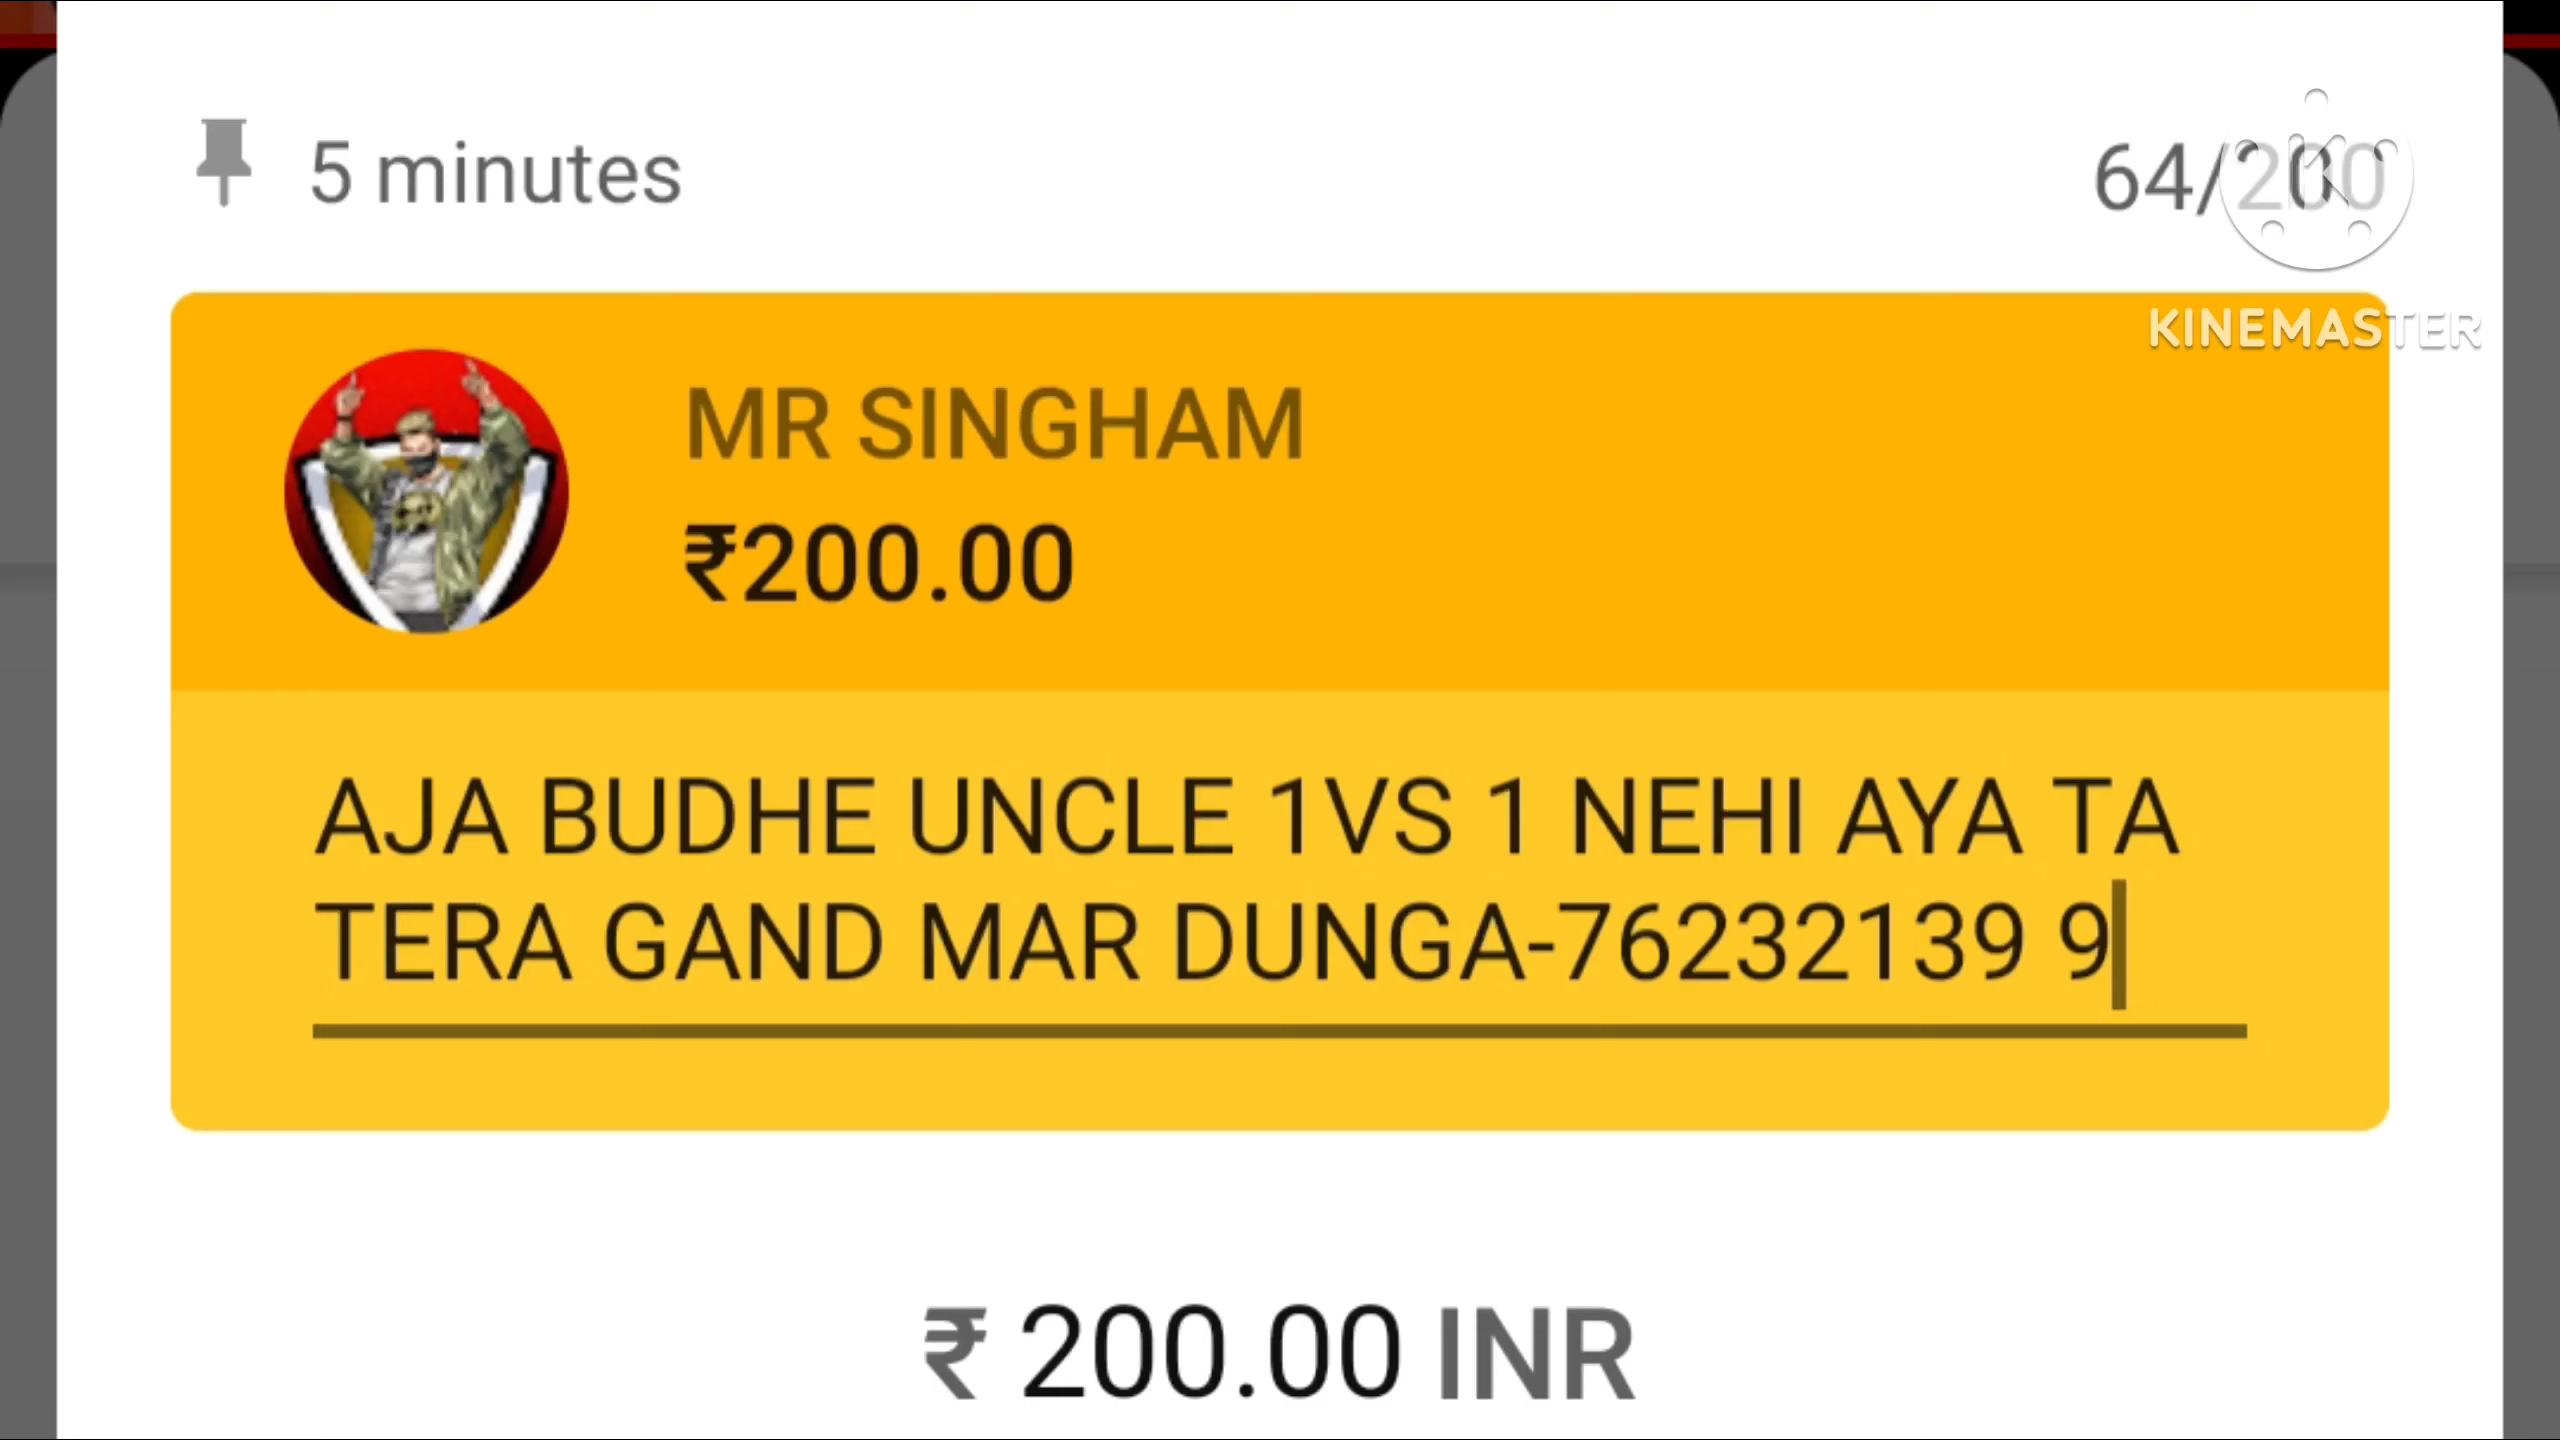 5 minutes
64/200
KINEMASTER
MR SINGHAM
₹200.00
AJA BUDHE UNCLE 1VS 1 NEHI AYA TA
TERA GAND MAR DUNGA-76232139 9
₹ 200.00 INR